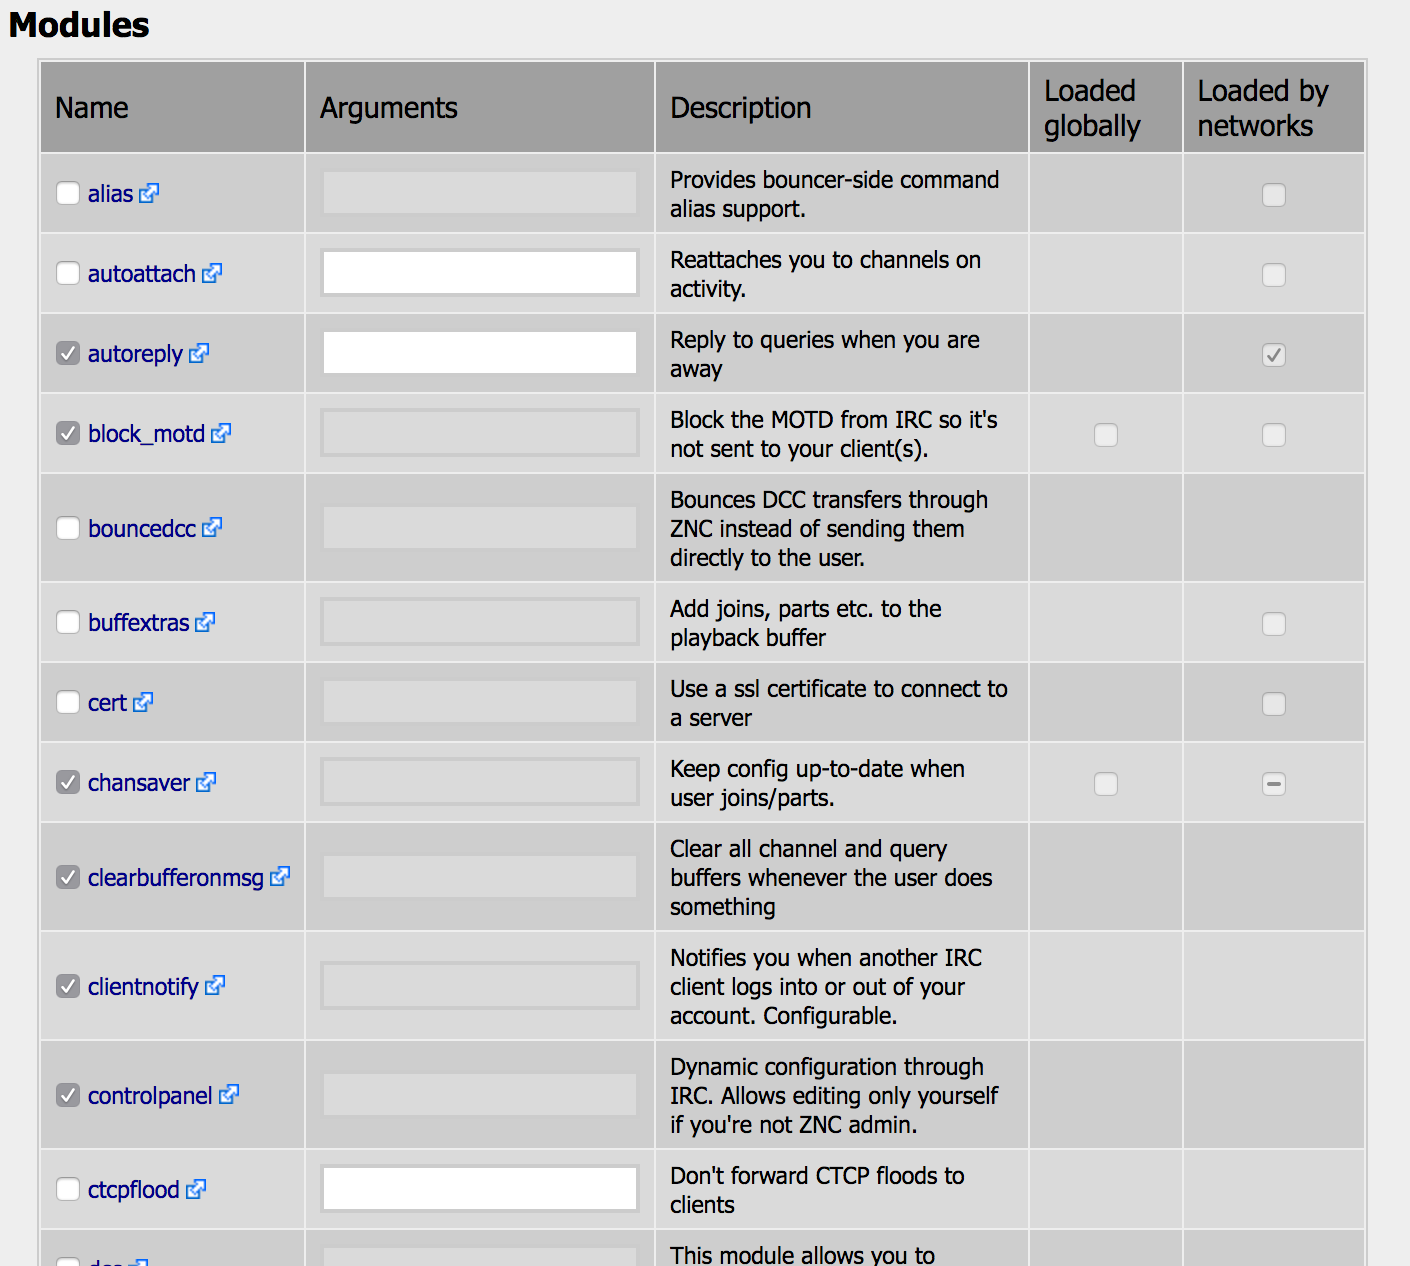 Modules
Name
Arguments
Description
Loaded
globally
Loaded by
networks
alias
Provides bouncer-side command
alias support.
autoattach
Reattaches you to channels on
activity.
autoreply
Reply to queries when you are
away
block_motd
Block the MOTD from IRC so it's
not sent to your client(s).
bouncedcc
Bounces DCC transfers through
ZNC instead of sending them
directly to the user.
buffextras
Add joins, parts etc. to the
playback buffer
cert
Use a ssl certificate to connect to
a server
chansaver
Keep config up-to-date when
user joins/parts.
clearbufferonmsg
Clear all channel and query
buffers whenever the user does
something
clientnotify
Notifies you when another IRC
client logs into or out of your
account. Configurable.
controlpanel
Dynamic configuration through
IRC. Allows editing only yourself
if you're not ZNC admin.
ctcpflood
Don't forward CTCP floods to
clients
This module allows you to